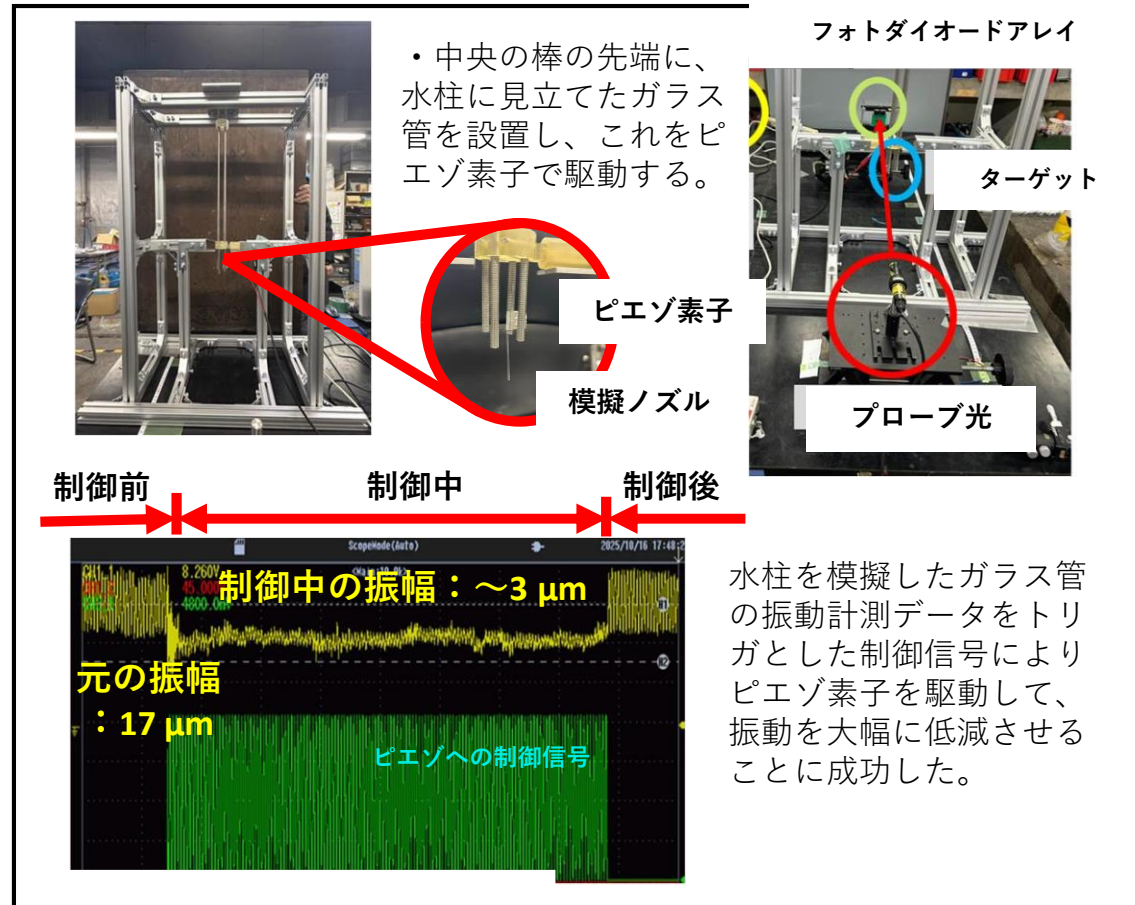 ・中央の棒の先端に、
水柱に見立てたガラス
管を設置し、これをピ
エゾ素子で駆動する。
フォトダイオードアレイ
ターゲット
ピエゾ素子
模擬ノズル
プローブ光
制御前
制御中
制御後
ScopeMode(Auto)
2025/10/16 17:48:2
8.260V
45.000
4800.0m
制御中の振幅：～3 μm
元の振幅
：17 μm
ピエゾへの制御信号
水柱を模擬したガラス管
の振動計測データをトリ
ガとした制御信号により
ピエゾ素子を駆動して、
振動を大幅に低減させる
ことに成功した。